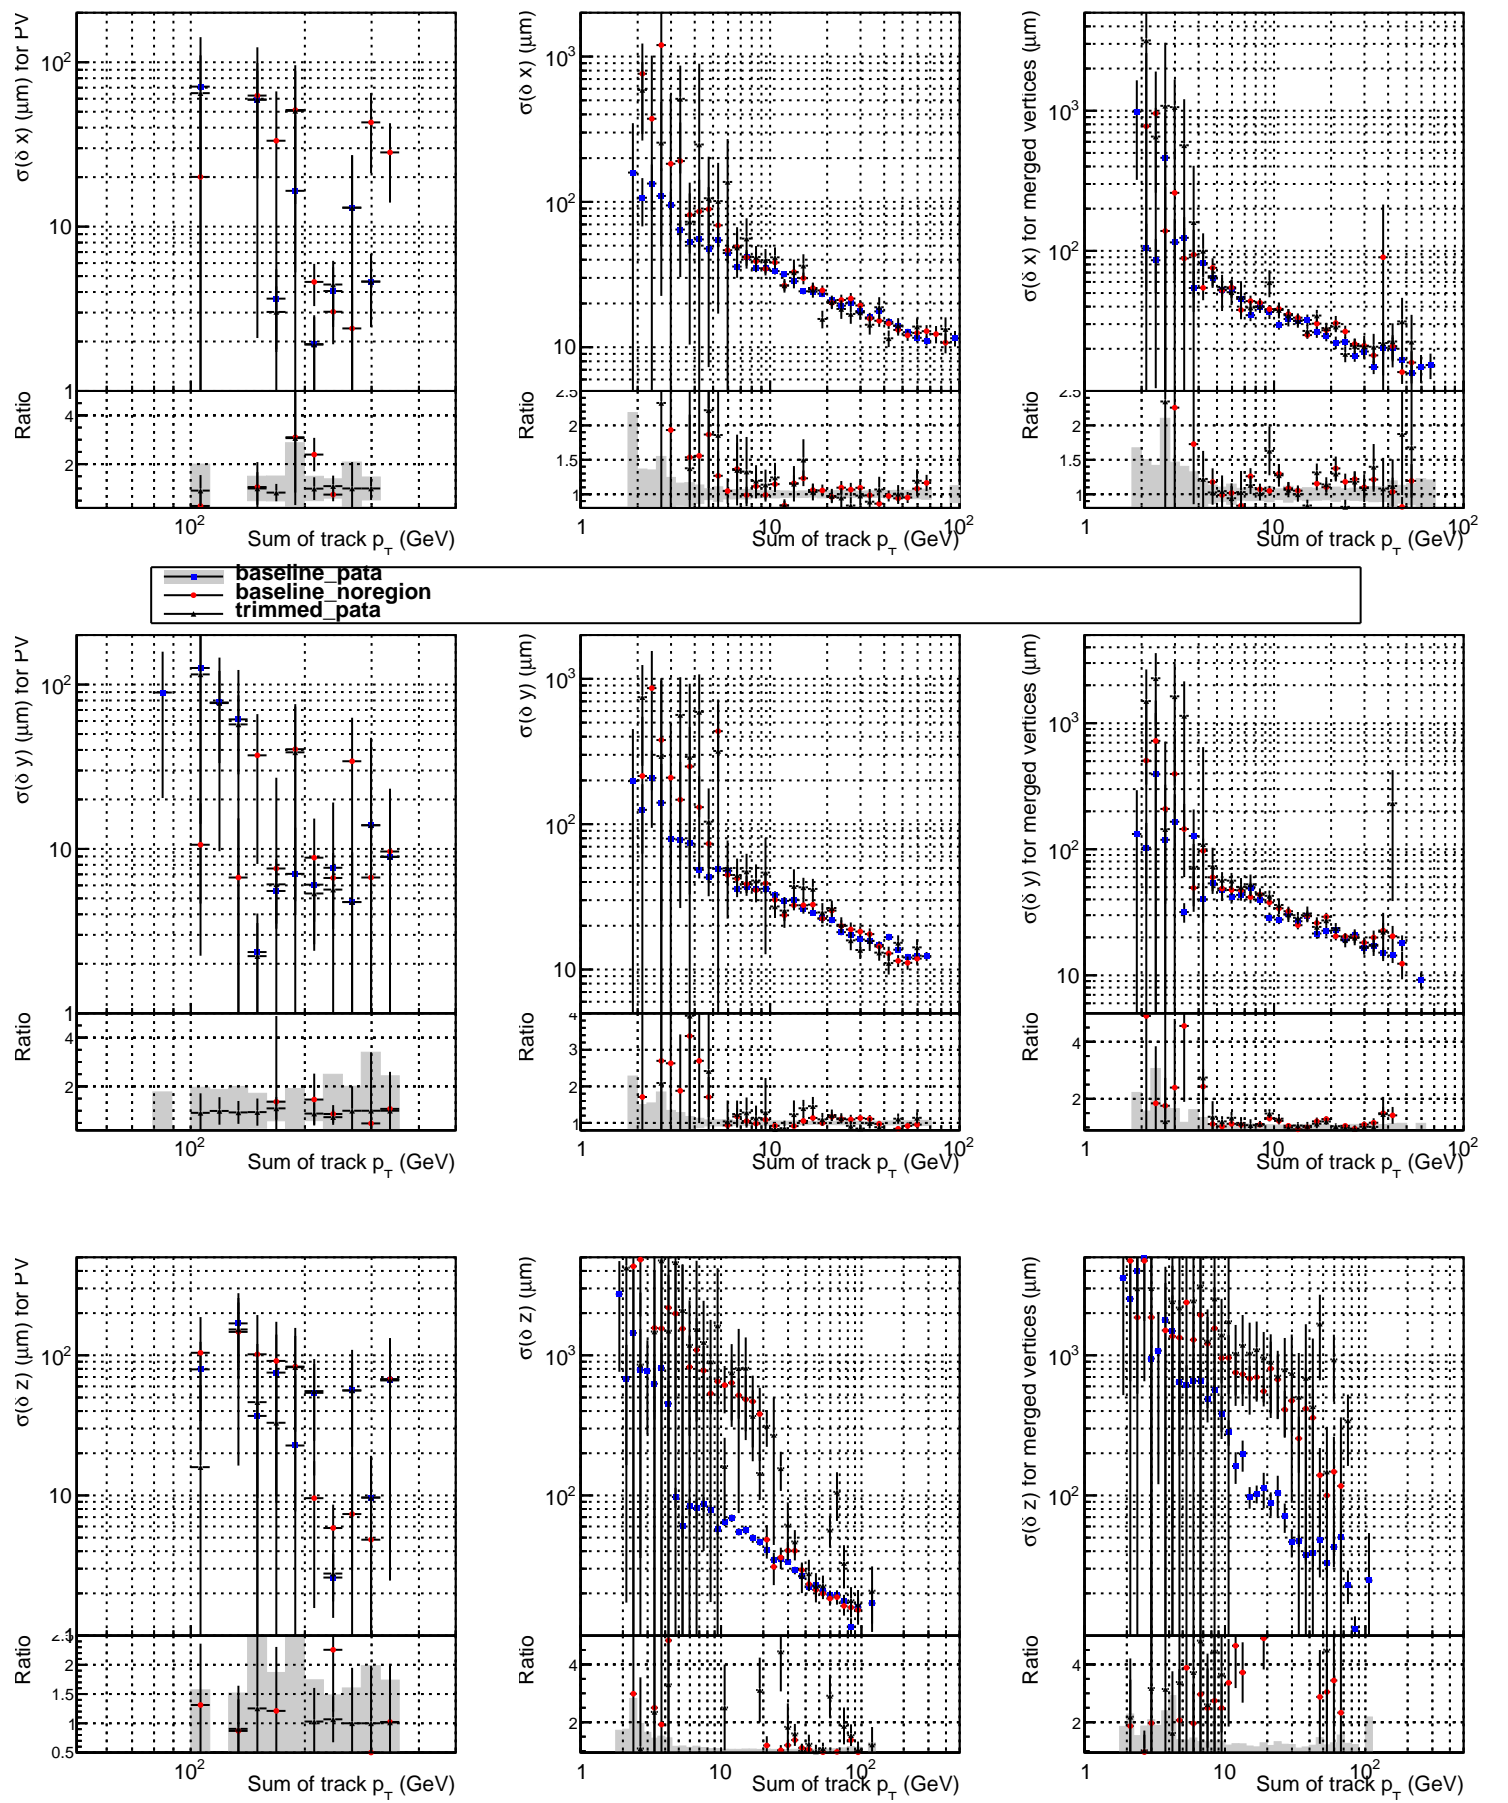 σ(δ x) (μm) for PV
10²
10
1
Ratio
4
2
10²
Sum of track p_T (GeV)
σ(δ x) (μm)
10³
10²
10
Ratio
2.5
2
1.5
1
1
10
10²
Sum of track p_T (GeV)
σ(δ x) for merged vertices (μm)
10³
10²
Ratio
2.5
2
1.5
1
1
10
10²
Sum of track p_T (GeV)
baseline_pata
baseline_noregion
trimmed_pata
σ(δ y) (μm) for PV
10²
10
1
Ratio
4
2
10²
Sum of track p_T (GeV)
σ(δ y) (μm)
10³
10²
10
Ratio
4
3
2
1
1
10
10²
Sum of track p_T (GeV)
σ(δ y) for merged vertices (μm)
10³
10²
10
Ratio
4
2
1
10
10²
Sum of track p_T (GeV)
σ(δ z) (μm) for PV
10²
10
1
Ratio
2.5
2
1.5
1
0.5
10²
Sum of track p_T (GeV)
σ(δ z) (μm)
10³
10²
Ratio
4
2
1
10
10²
Sum of track p_T (GeV)
σ(δ z) for merged vertices (μm)
10³
10²
Ratio
4
2
1
10
10²
Sum of track p_T (GeV)